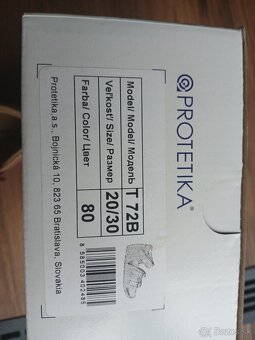 PROTETIKA®
Model/ Model/ Модель
T 72B
Veľkosť/ Size/ Размер
20/30
Farba/ Color/ Цвет
80
8 585003 402485
Protetika,a.s., Bojnická 10, 823 65 Bratislava, Slovakia